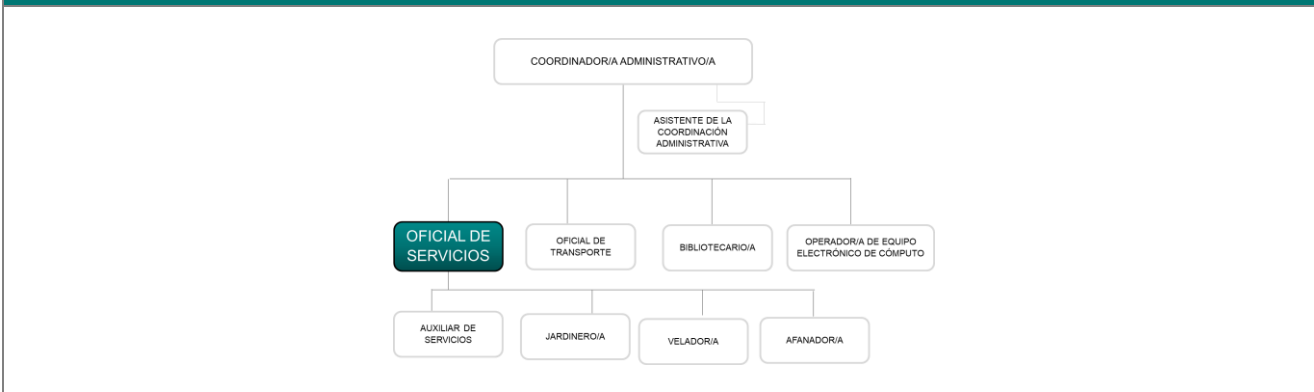 COORDINADOR/A ADMINISTRATIVO/A
ASISTENTE DE LA
COORDINACIÓN
ADMINISTRATIVA
OFICIAL DE
SERVICIOS
OFICIAL DE
TRANSPORTE
BIBLIOTECARIO/A
OPERADOR/A DE EQUIPO
ELECTRÓNICO DE CÓMPUTO
AUXILIAR DE
SERVICIOS
JARDINERO/A
VELADOR/A
AFANADOR/A